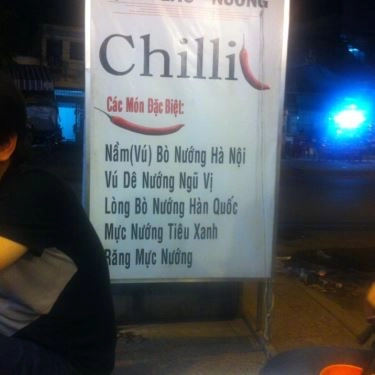 NƯỚNG
Chilli
Các Món Đặc Biệt:
Nầm(Vú) Bò Nướng Hà Nội
Vú Dê Nướng Ngũ Vị
Lòng Bò Nướng Hàn Quốc
Mực Nướng Tiêu Xanh
Răng Mực Nướng